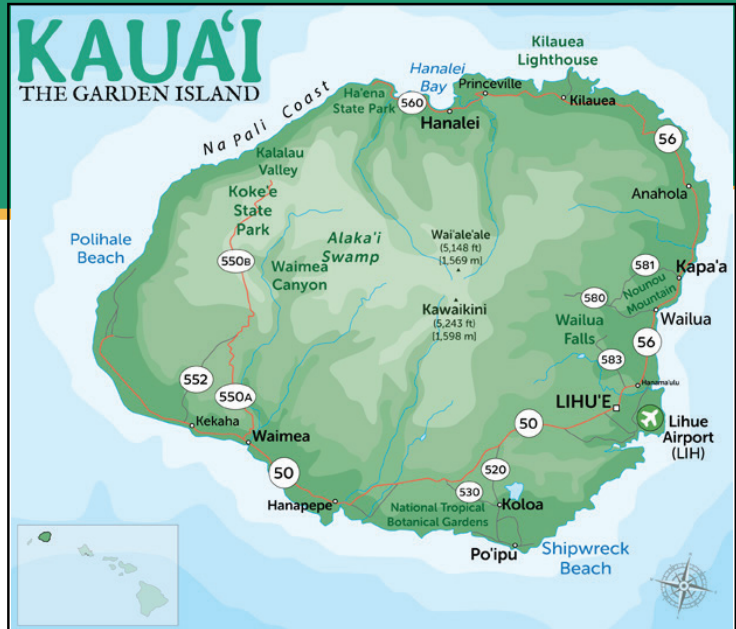 KAUAʻI
THE GARDEN ISLAND
Kilauea
Lighthouse
Hanalei
Bay
Princeville
Ha'ena
State Park
560
Hanalei
Kilauea
Na Pali Coast
56
Kalalau
Valley
Koke'e
State
Park
Anahola
Polihale
Beach
Alaka'i
Swamp
Wai'ale'ale
(5,148 ft)
[1,569 m]
550B
Waimea
Canyon
581
Kapa'a
Nounou
Mountain
580
Kawaikini
(5,243 ft)
[1,598 m]
Wailua
Falls
Wailua
56
583
552
550A
Hanama'ulu
LIHU'E
Kekaha
50
Lihue
Airport
(LIH)
Waimea
50
520
530
Hanapepe
National Tropical
Botanical Gardens
Koloa
Po'ipu
Shipwreck
Beach